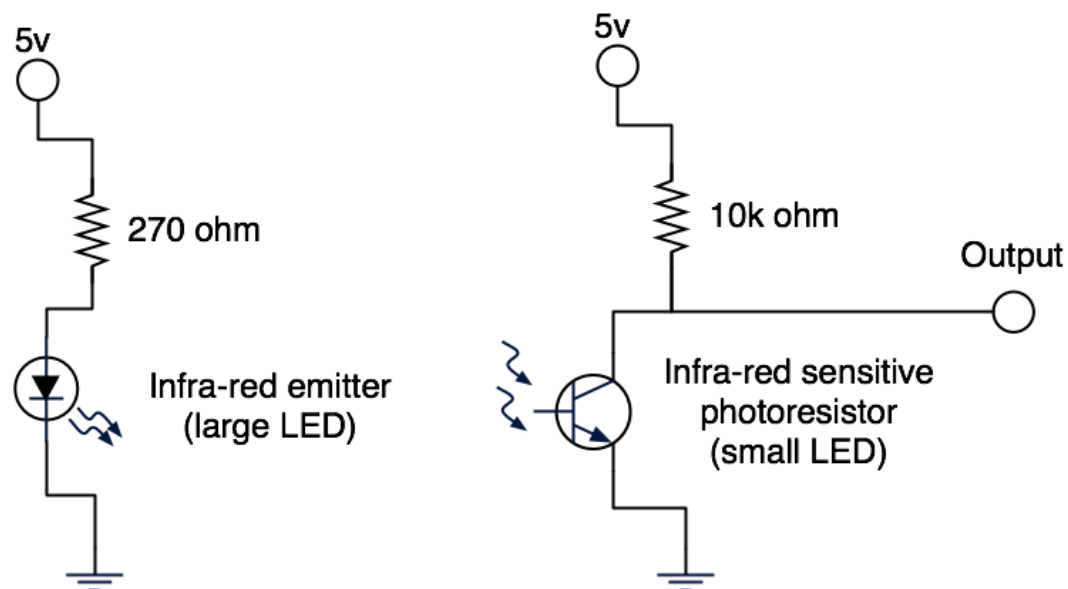 5v
270 ohm
Infra-red emitter
(large LED)
5v
10k ohm
Output
Infra-red sensitive
photoresistor
(small LED)